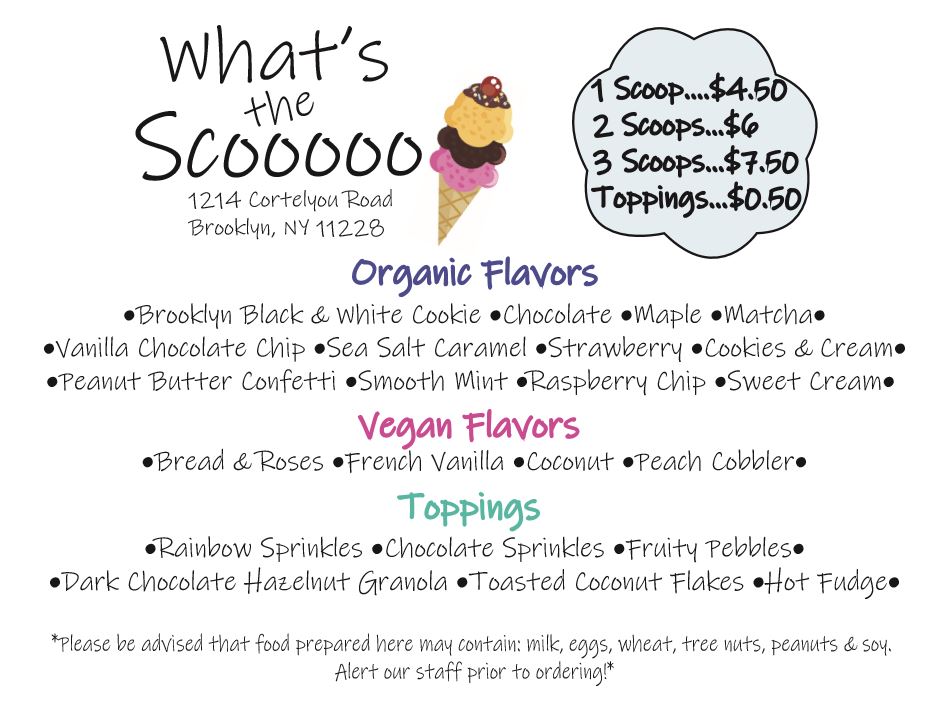 What's
the
Scooooo
1214 Cortelyou Road
Brooklyn, NY 11228
1 Scoop....$4.50
2 Scoops...$6
3 Scoops...$7.50
Toppings...$0.50
Organic Flavors
•Brooklyn Black & White Cookie •Chocolate •Maple •Matcha•
•Vanilla Chocolate Chip •Sea Salt Caramel •Strawberry •Cookies & Cream•
•Peanut Butter Confetti •Smooth Mint •Raspberry Chip •Sweet Cream•
Vegan Flavors
•Bread & Roses •French Vanilla •Coconut •Peach Cobbler•
Toppings
•Rainbow Sprinkles •Chocolate Sprinkles •Fruity Pebbles•
•Dark Chocolate Hazelnut Granola •Toasted Coconut Flakes •Hot Fudge•
*Please be advised that food prepared here may contain: milk, eggs, wheat, tree nuts, peanuts & soy.
Alert our staff prior to ordering!*